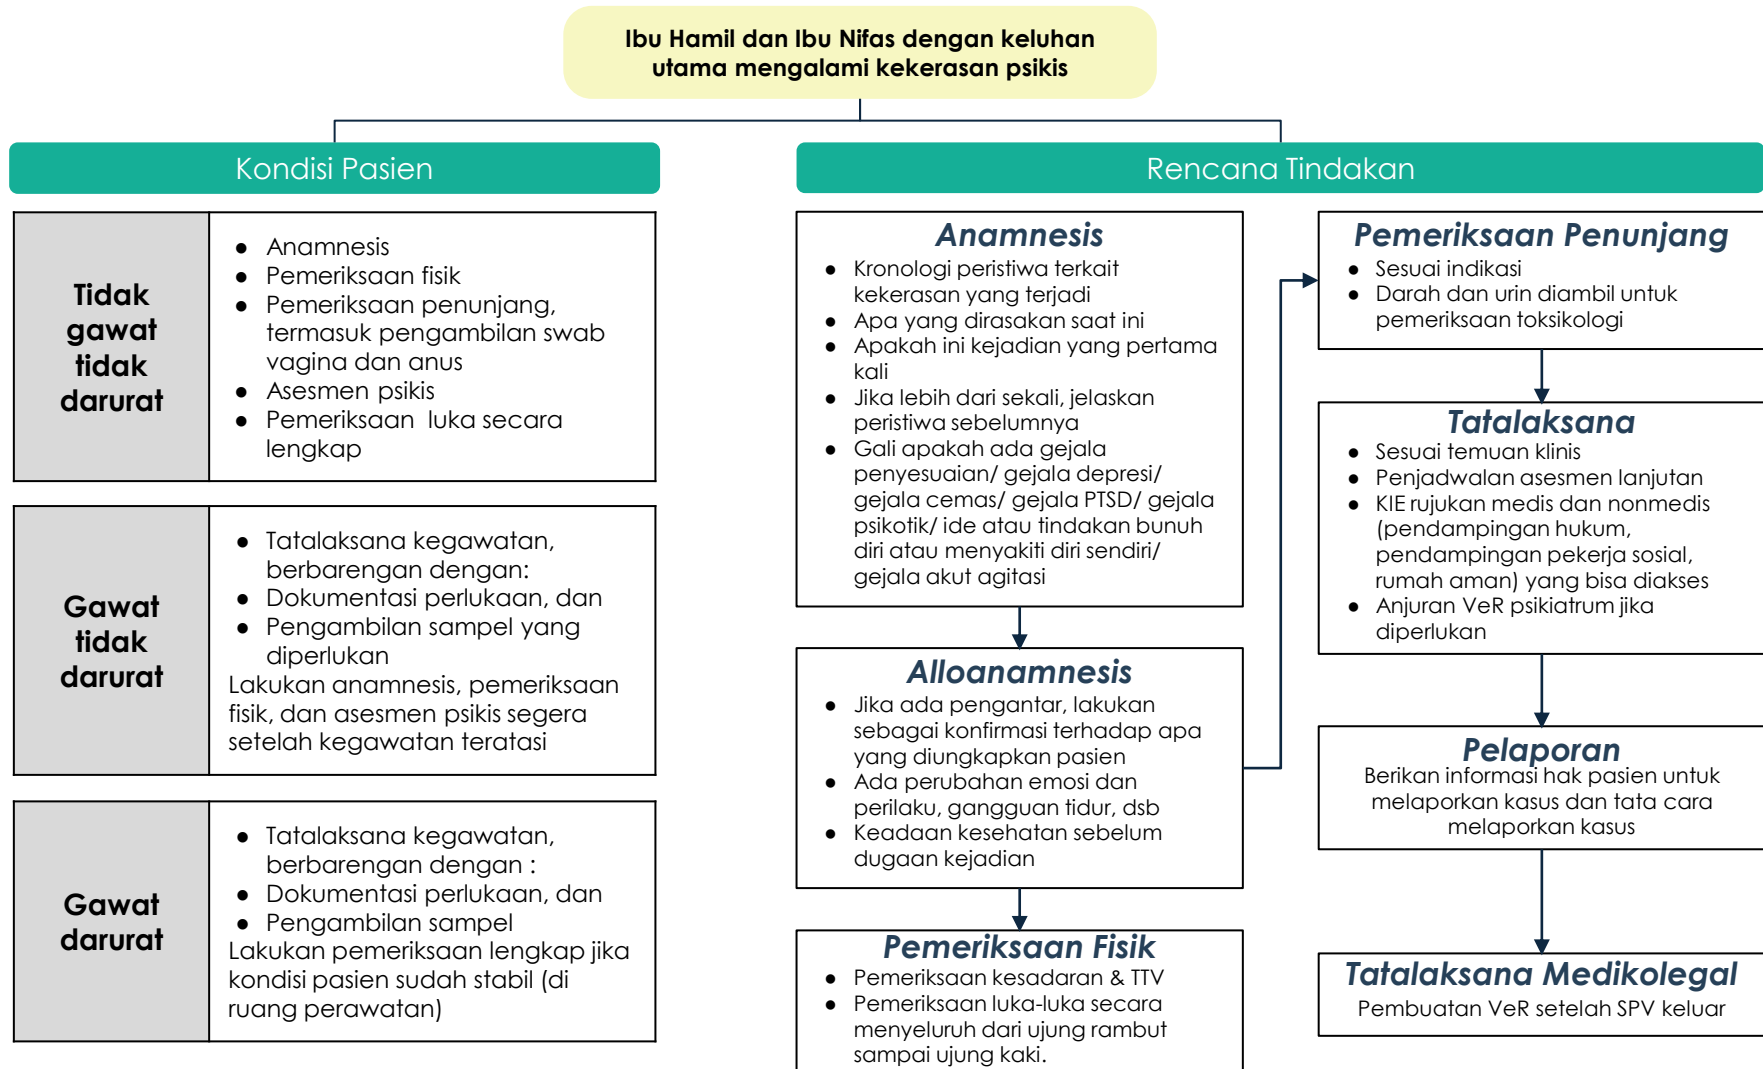 Ibu Hamil dan Ibu Nifas dengan keluhan
utama mengalami kekerasan psikis
Kondisi Pasien
Tidak
gawat
tidak
darurat
● Anamnesis
● Pemeriksaan fisik
● Pemeriksaan penunjang,
termasuk pengambilan swab
vagina dan anus
● Asesmen psikis
● Pemeriksaan luka secara
lengkap
Gawat
tidak
darurat
● Tatalaksana kegawatan,
berbarengan dengan:
● Dokumentasi perlukaan, dan
● Pengambilan sampel yang
diperlukan
Lakukan anamnesis, pemeriksaan
fisik, dan asesmen psikis segera
setelah kegawatan teratasi
Gawat
darurat
● Tatalaksana kegawatan,
berbarengan dengan :
● Dokumentasi perlukaan, dan
● Pengambilan sampel
Lakukan pemeriksaan lengkap jika
kondisi pasien sudah stabil (di
ruang perawatan)
Rencana Tindakan
Anamnesis
● Kronologi peristiwa terkait
kekerasan yang terjadi
● Apa yang dirasakan saat ini
● Apakah ini kejadian yang pertama
kali
● Jika lebih dari sekali, jelaskan
peristiwa sebelumnya
● Gali apakah ada gejala
penyesuaian/ gejala depresi/
gejala cemas/ gejala PTSD/ gejala
psikotik/ ide atau tindakan bunuh
diri atau menyakiti diri sendiri/
gejala akut agitasi
Alloanamnesis
● Jika ada pengantar, lakukan
sebagai konfirmasi terhadap apa
yang diungkapkan pasien
● Ada perubahan emosi dan
perilaku, gangguan tidur, dsb
● Keadaan kesehatan sebelum
dugaan kejadian
Pemeriksaan Fisik
● Pemeriksaan kesadaran & TTV
● Pemeriksaan luka-luka secara
menyeluruh dari ujung rambut
sampai ujung kaki.
Pemeriksaan Penunjang
● Sesuai indikasi
● Darah dan urin diambil untuk
pemeriksaan toksikologi
Tatalaksana
● Sesuai temuan klinis
● Penjadwalan asesmen lanjutan
● KIE rujukan medis dan nonmedis
(pendampingan hukum,
pendampingan pekerja sosial,
rumah aman) yang bisa diakses
● Anjuran VeR psikiatrum jika
diperlukan
Pelaporan
Berikan informasi hak pasien untuk
melaporkan kasus dan tata cara
melaporkan kasus
Tatalaksana Medikolegal
Pembuatan VeR setelah SPV keluar